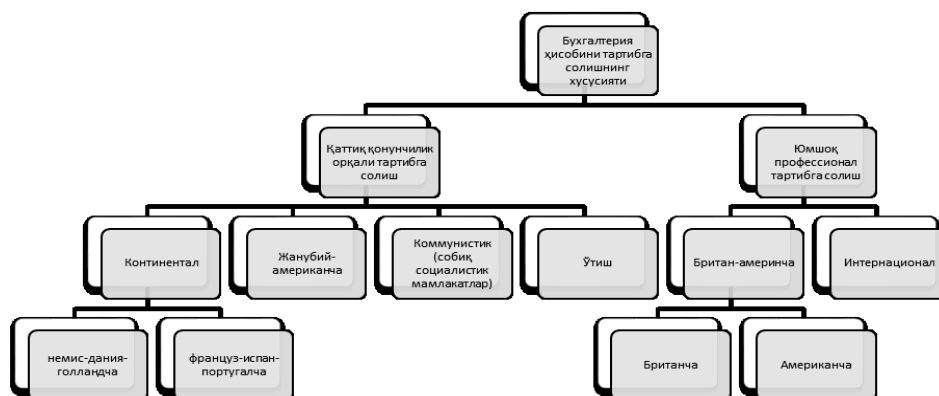 Бухгалтерия
ҳисобини тартибга
солишнинг
хусусияти
Қаттиқ қонунчилик
орқали тартибга
солиш
Юмшоқ
профессионал
тартибга солиш
Континентал
Жанубий-
американча
Коммунистик
(собиқ
социалистик
мамлакатлар)
Ўтиш
Британ-америнча
Интернационал
немис-дания-
голландча
француз-испан-
португалча
Британча
Американча